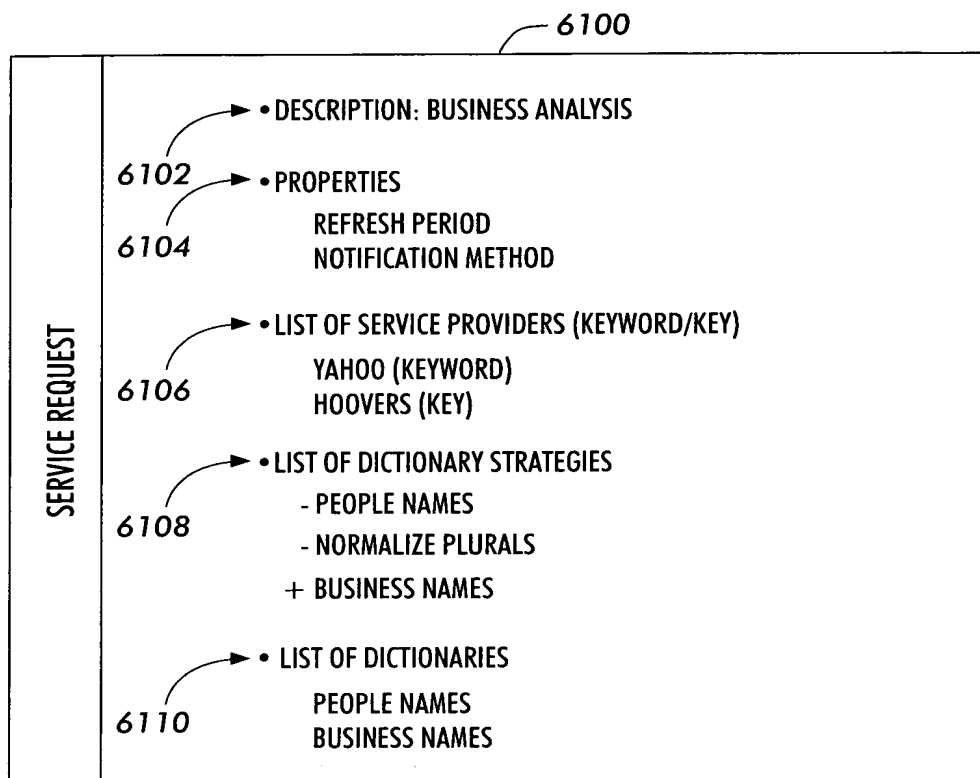 6100
SERVICE REQUEST
• DESCRIPTION: BUSINESS ANALYSIS
6102
• PROPERTIES
6104
REFRESH PERIOD
NOTIFICATION METHOD
• LIST OF SERVICE PROVIDERS (KEYWORD/KEY)
6106
YAHOO (KEYWORD)
HOOVERS (KEY)
• LIST OF DICTIONARY STRATEGIES
6108
- PEOPLE NAMES
- NORMALIZE PLURALS
+ BUSINESS NAMES
• LIST OF DICTIONARIES
6110
PEOPLE NAMES
BUSINESS NAMES